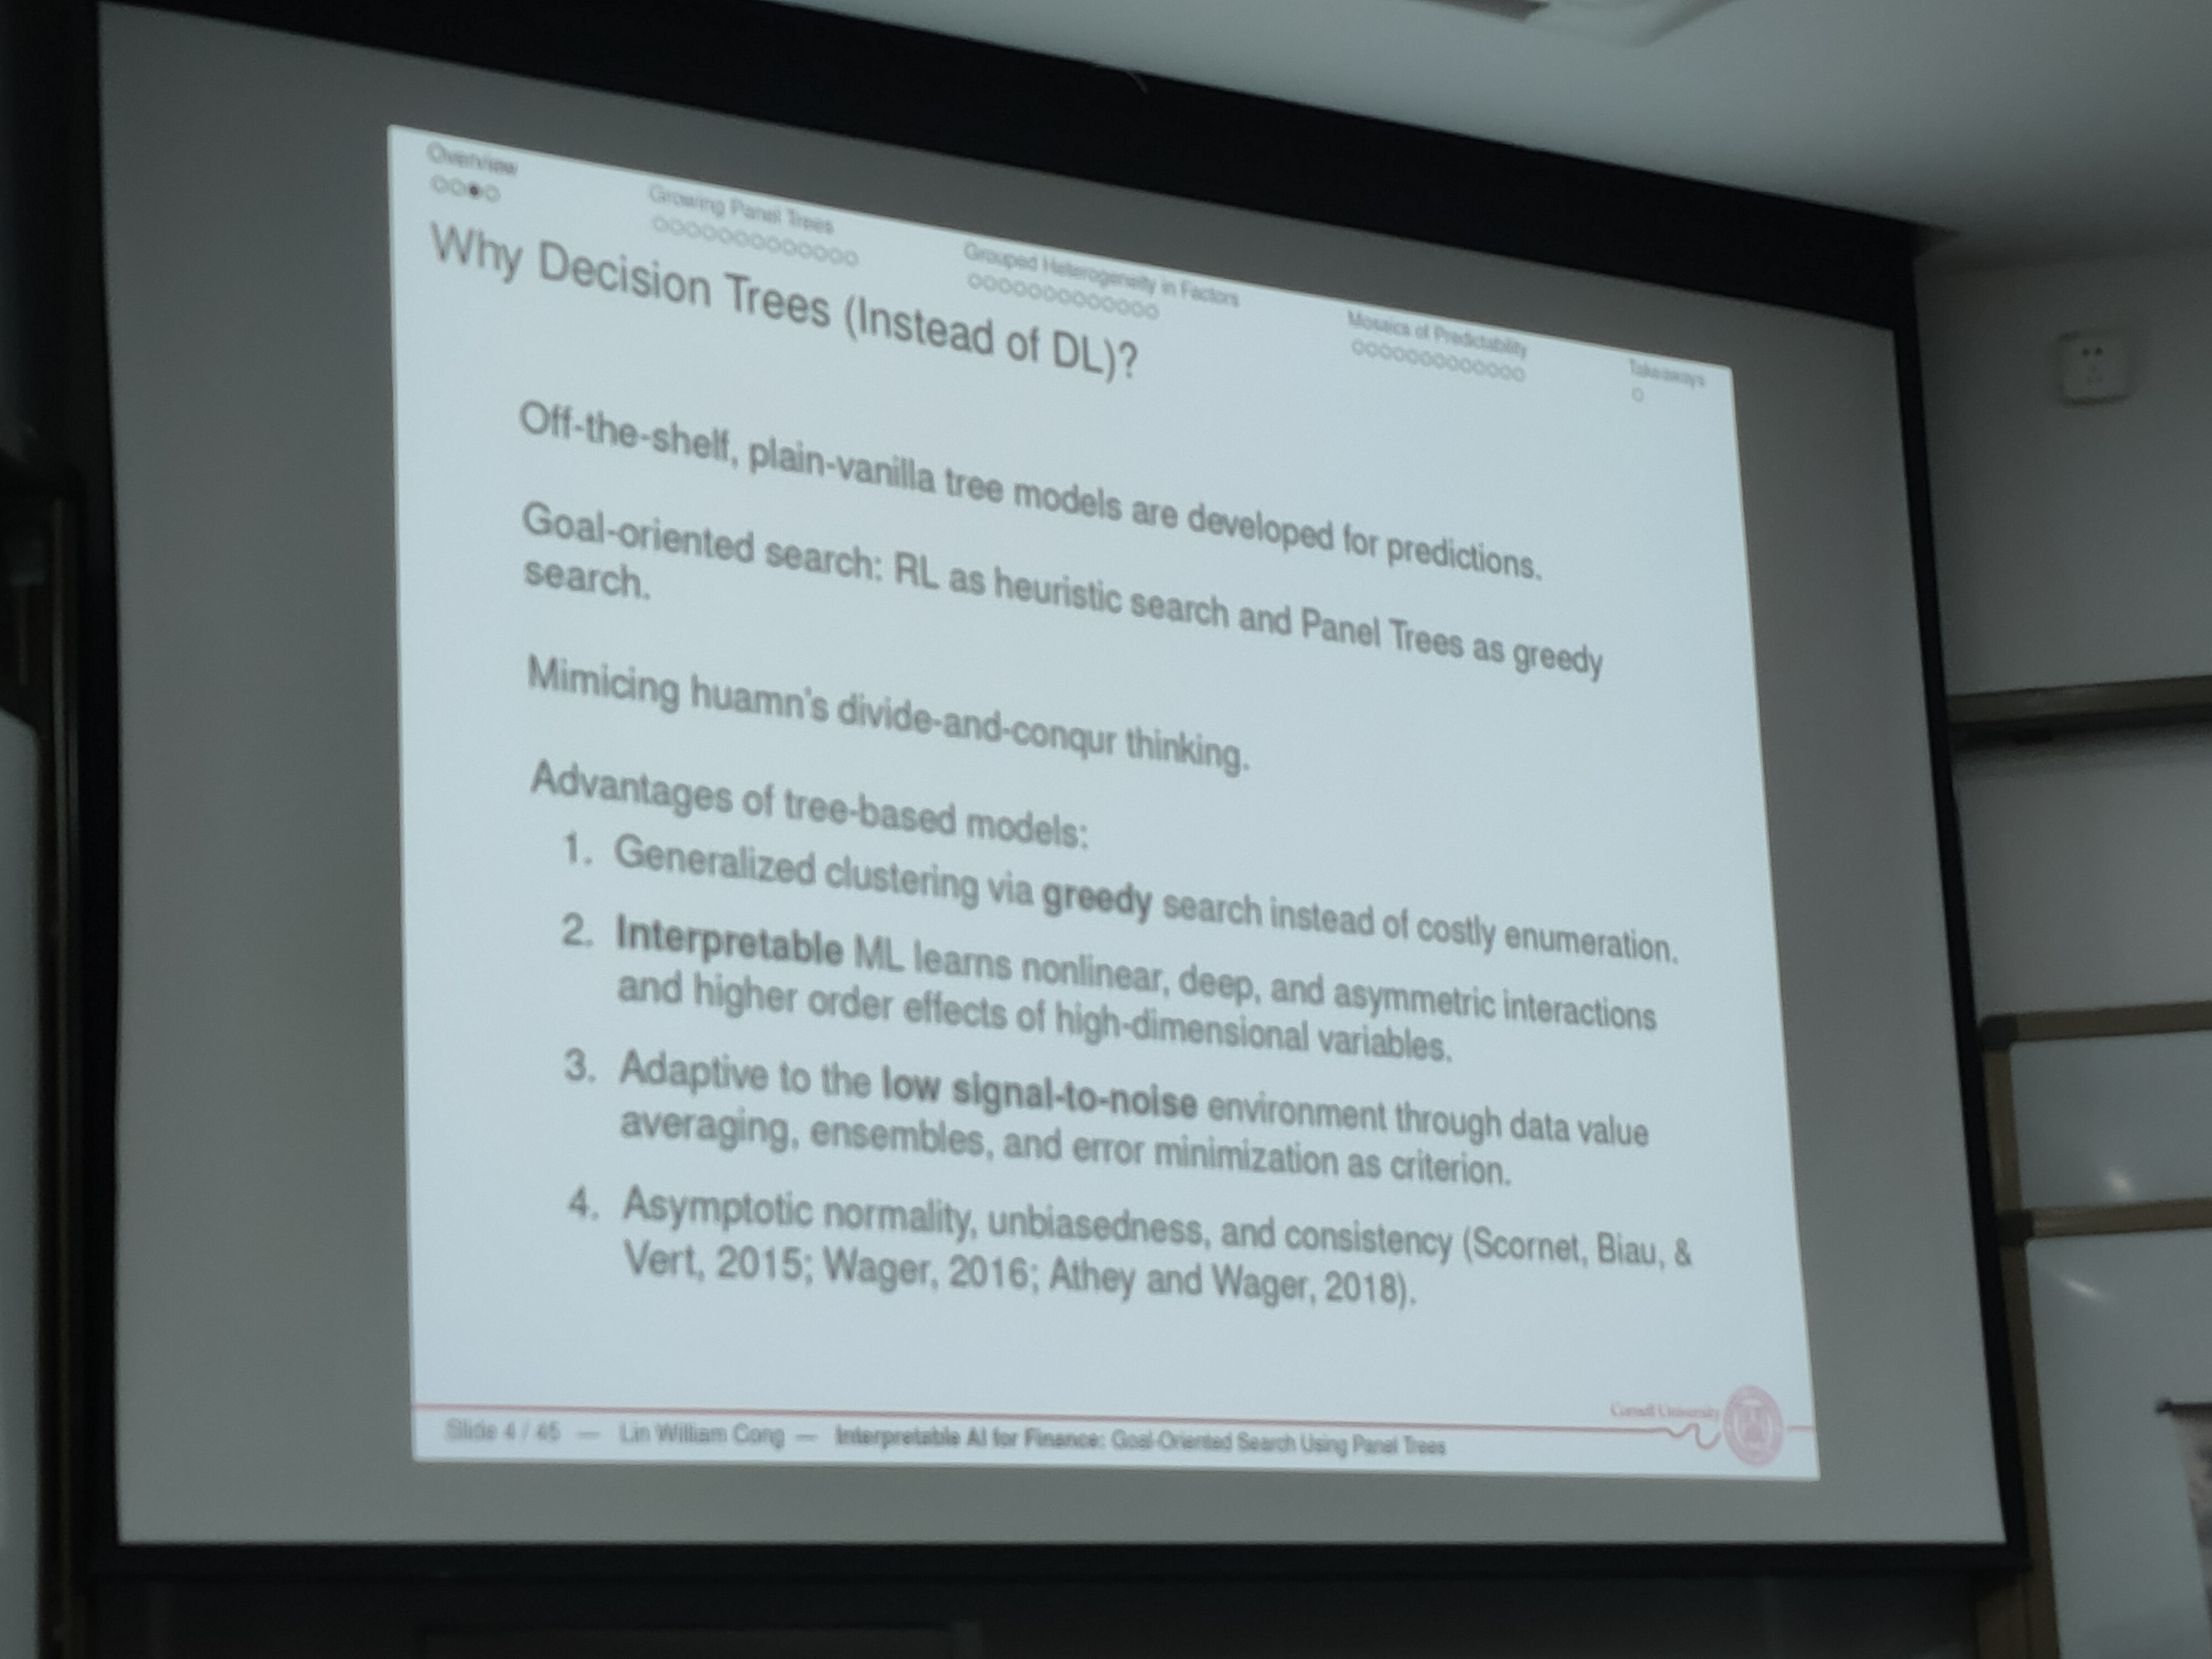 Overview
Growing Panel Trees
Grouped Heterogeneity in Factors
Mosaics of Predictability
Takeaways
Why Decision Trees (Instead of DL)?
Off-the-shelf, plain-vanilla tree models are developed for predictions.
Goal-oriented search: RL as heuristic search and Panel Trees as greedy
search.
Mimicing huamn's divide-and-conqur thinking.
Advantages of tree-based models:
1. Generalized clustering via greedy search instead of costly enumeration.
2. Interpretable ML learns nonlinear, deep, and asymmetric interactions
and higher order effects of high-dimensional variables.
3. Adaptive to the low signal-to-noise environment through data value
averaging, ensembles, and error minimization as criterion.
4. Asymptotic normality, unbiasedness, and consistency (Scornet, Biau, &
Vert, 2015; Wager, 2016; Athey and Wager, 2018).
Cornell University
Slide 4 / 45 — Lin William Cong — Interpretable AI for Finance: Goal-Oriented Search Using Panel Trees